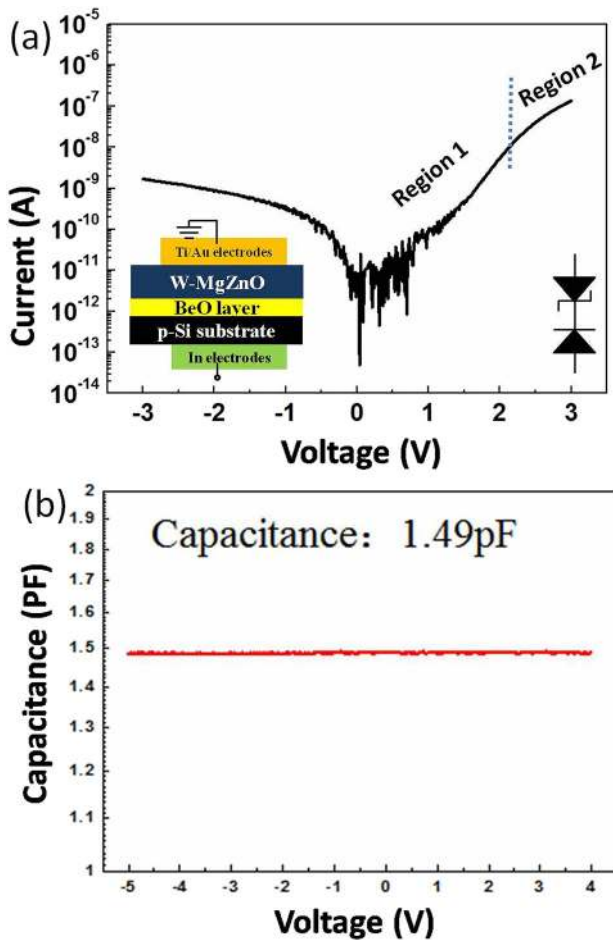 (a)
10⁻⁵
10⁻⁶
10⁻⁷
10⁻⁸
10⁻⁹
10⁻¹⁰
10⁻¹¹
10⁻¹²
10⁻¹³
10⁻¹⁴
Current (A)
Region 1
Region 2
Ti/Au electrodes
W-MgZnO
BeO layer
p-Si substrate
In electrodes
-3 -2 -1 0 1 2 3
Voltage (V)
(b)
Capacitance：1.49pF
2
1.9
1.8
1.7
1.6
1.5
1.4
1.3
1.2
1.1
1
Capacitance (PF)
-5 -4 -3 -2 -1 0 1 2 3 4
Voltage (V)